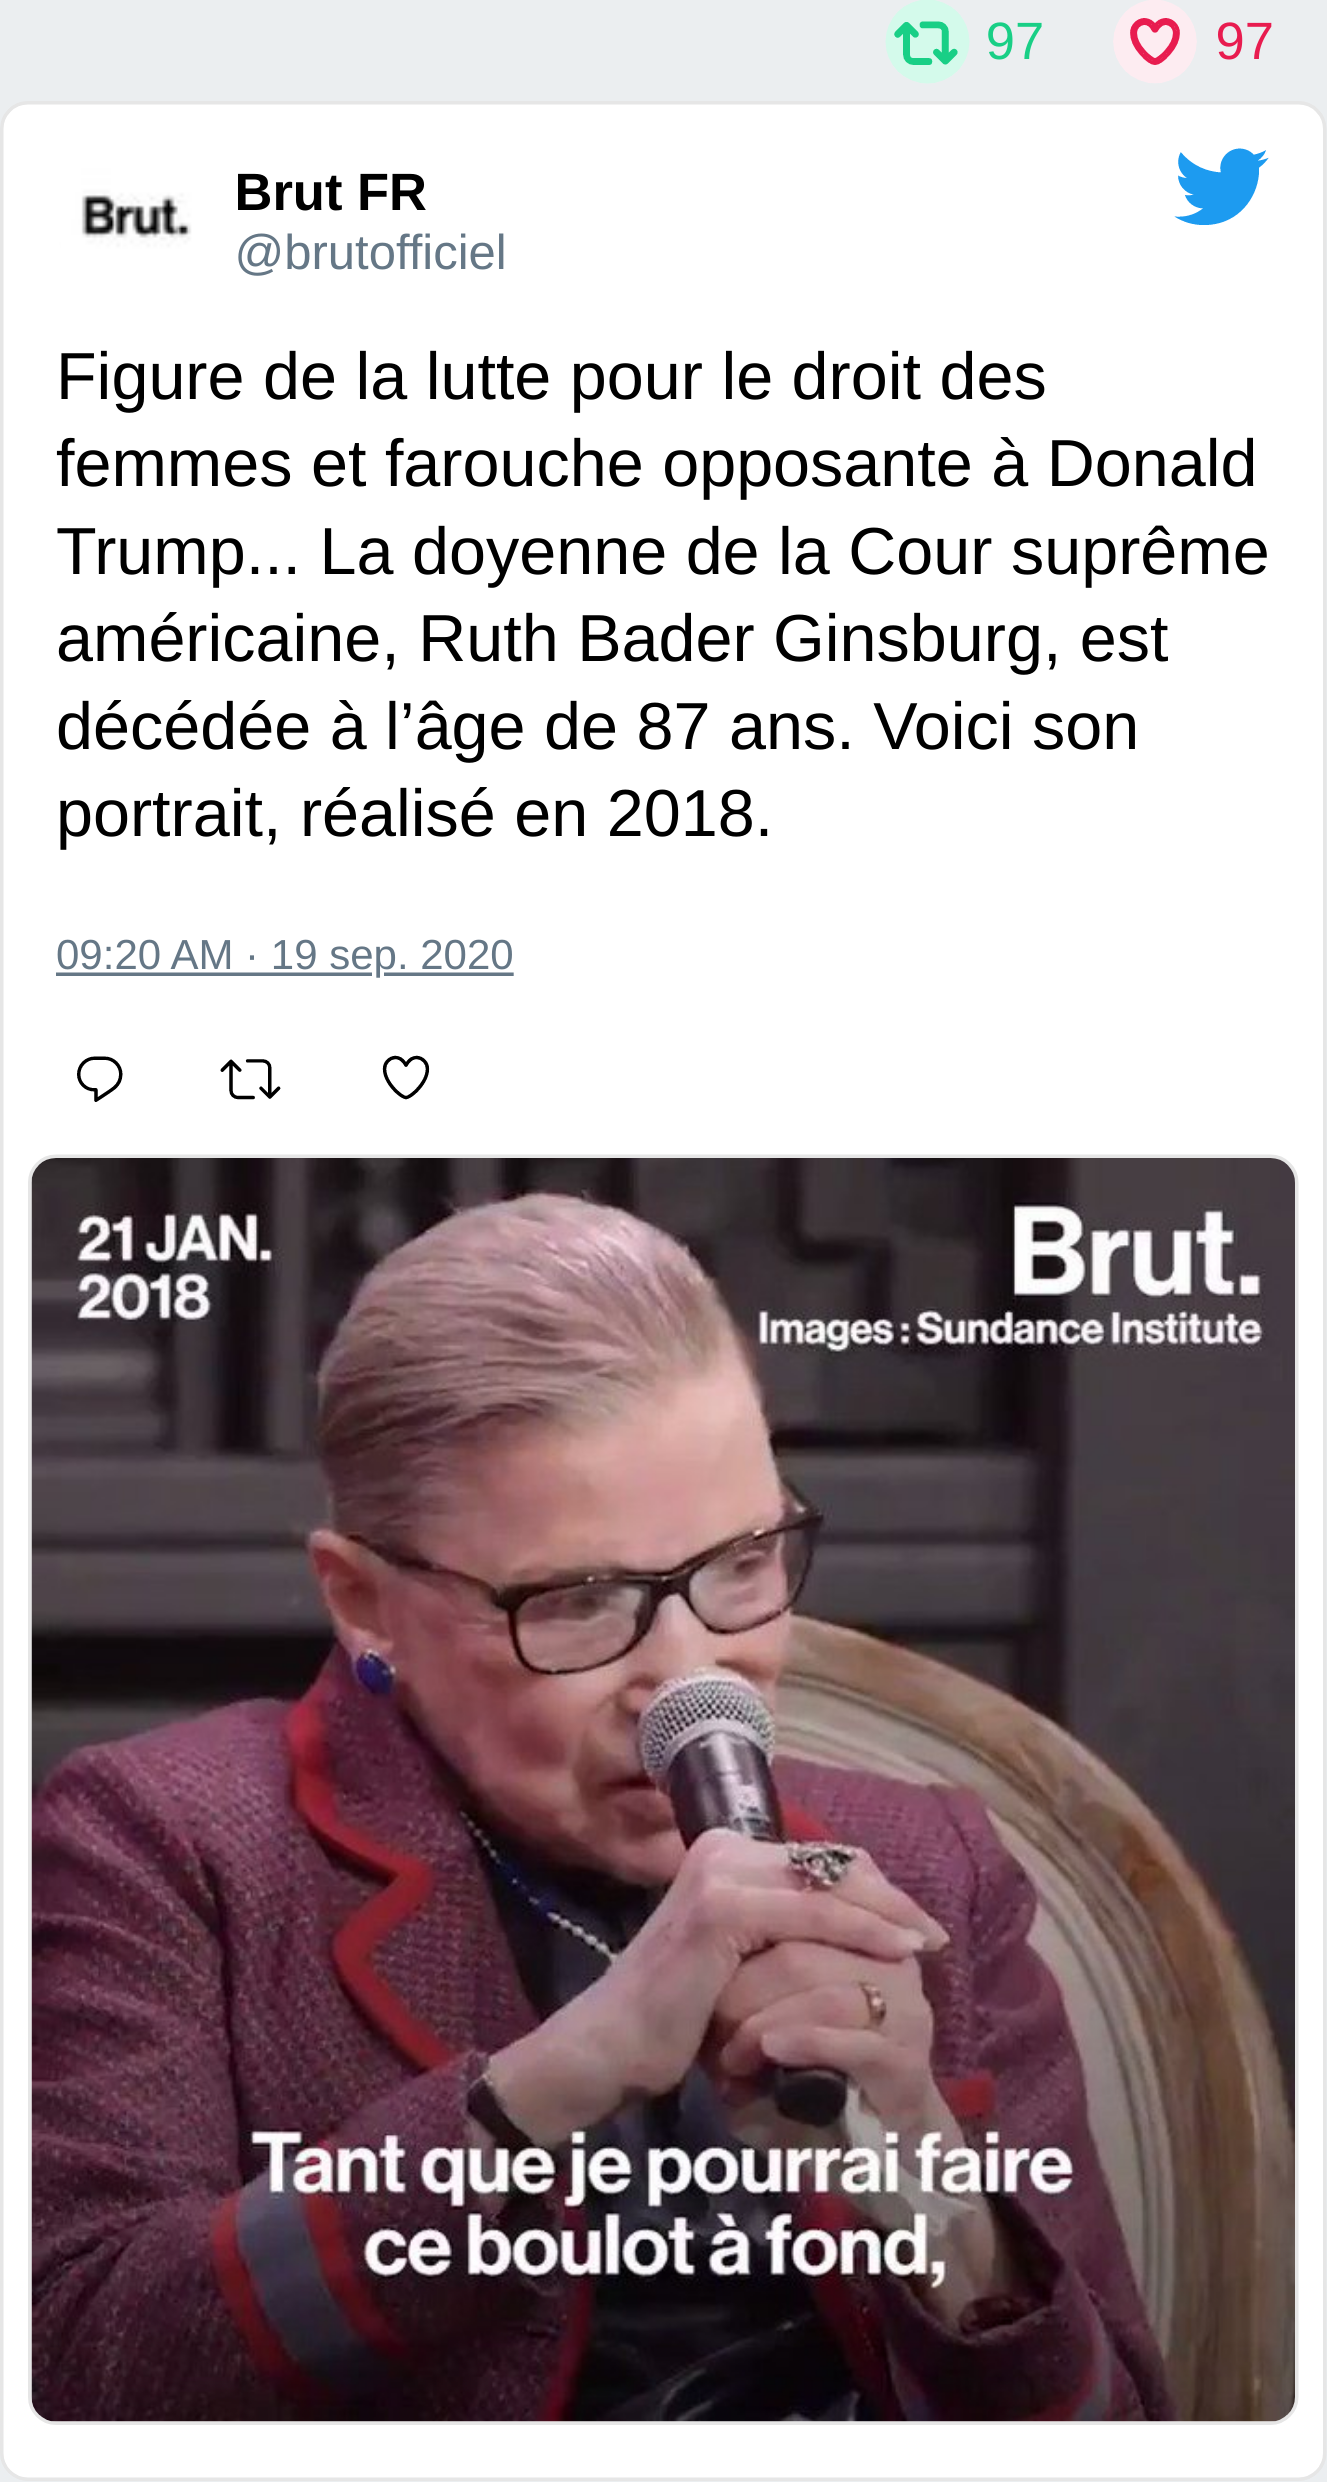 97 97
Brut.
Brut FR
@brutofficiel
Figure de la lutte pour le droit des
femmes et farouche opposante à Donald
Trump... La doyenne de la Cour suprême
américaine, Ruth Bader Ginsburg, est
décédée à l’âge de 87 ans. Voici son
portrait, réalisé en 2018.
09:20 AM · 19 sep. 2020
21 JAN.
2018
Brut.
Images : Sundance Institute
Tant que je pourrai faire
ce boulot à fond,